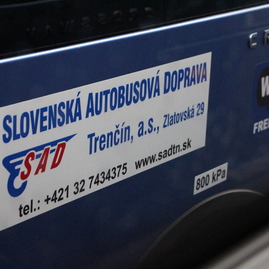 SLOVENSKÁ AUTOBUSOVÁ DOPRAVA
SAD
Trenčín, a.s., Zlatovská 29
www.sadtn.sk
tel.: +421 32 7434375
800 kPa